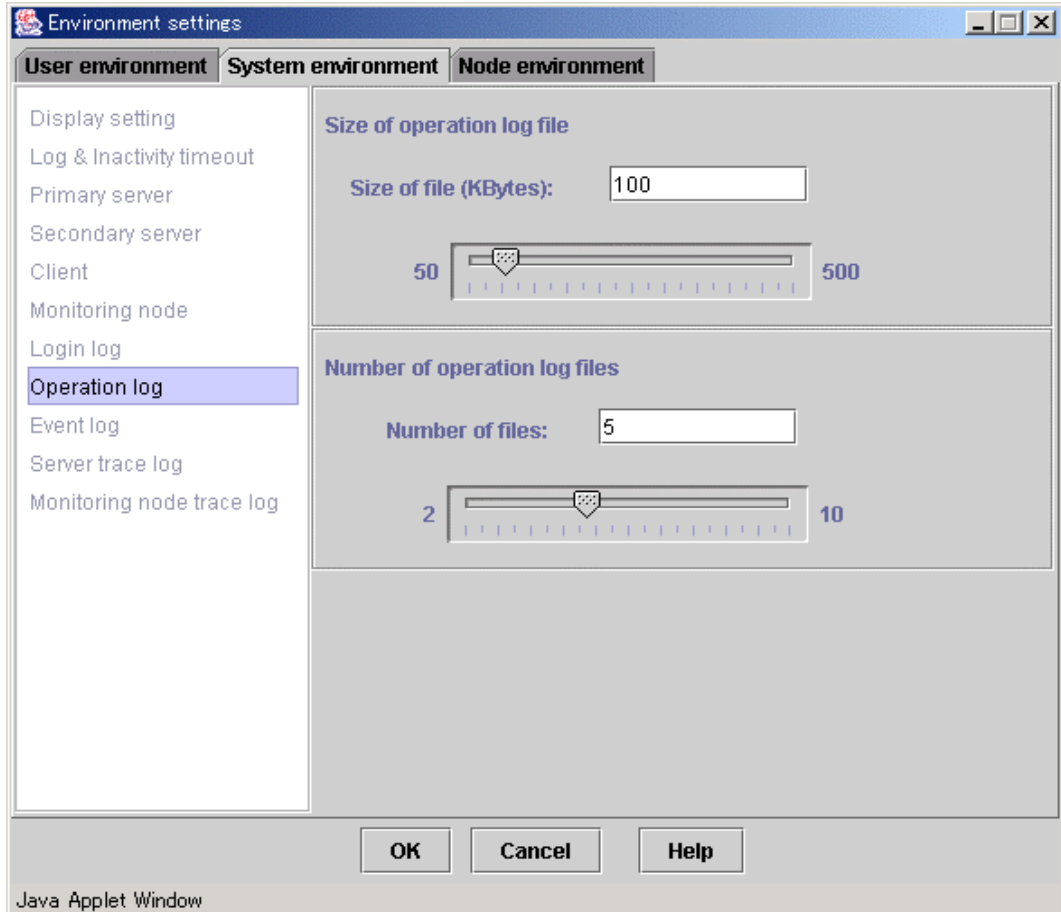 Environment settings
User environment System environment Node environment
Display setting
Log & Inactivity timeout
Primary server
Secondary server
Client
Monitoring node
Login log
Operation log
Event log
Server trace log
Monitoring node trace log
Size of operation log file
Size of file (KBytes): 100
50 500
Number of operation log files
Number of files: 5
2 10
OK Cancel Help
Java Applet Window